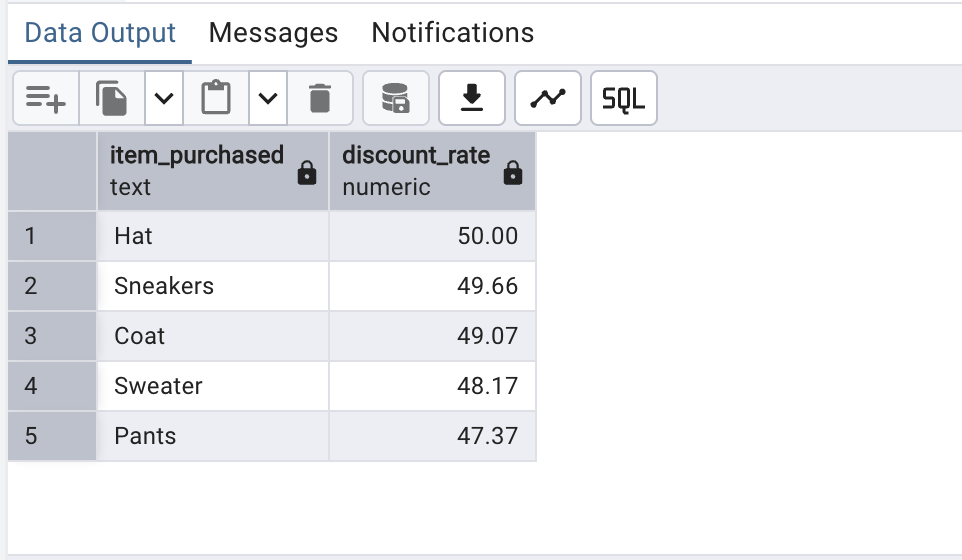 Data Output Messages Notifications
SQL
item_purchased discount_rate
text numeric
1 Hat 50.00
2 Sneakers 49.66
3 Coat 49.07
4 Sweater 48.17
5 Pants 47.37